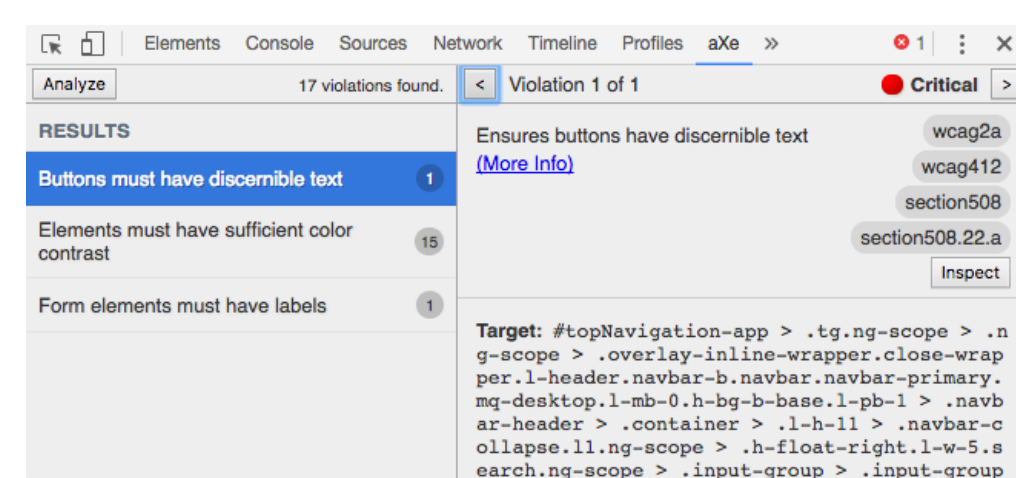 Elements Console Sources Network Timeline Profiles aXe » 1
Analyze 17 violations found.
RESULTS
Buttons must have discernible text 1
Elements must have sufficient color
contrast 15
Form elements must have labels 1
< Violation 1 of 1 Critical >
Ensures buttons have discernible text
(More Info)
wcag2a
wcag412
section508
section508.22.a
Inspect
Target: #topNavigation-app > .tg.ng-scope > .n
g-scope > .overlay-inline-wrapper.close-wrap
per.l-header.navbar-b.navbar.navbar-primary.
mq-desktop.l-mb-0.h-bg-b-base.l-pb-1 > .navb
ar-header > .container > .l-h-11 > .navbar-c
ollapse.l1.ng-scope > .h-float-right.l-w-5.s
earch.ng-scope > .input-group > .input-group